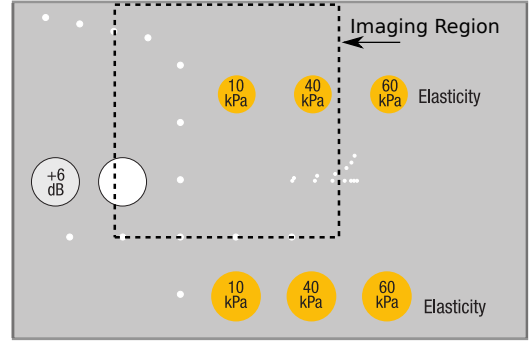 Imaging Region
10
kPa
40
kPa
60
kPa
Elasticity
+6
dB
10
kPa
40
kPa
60
kPa
Elasticity